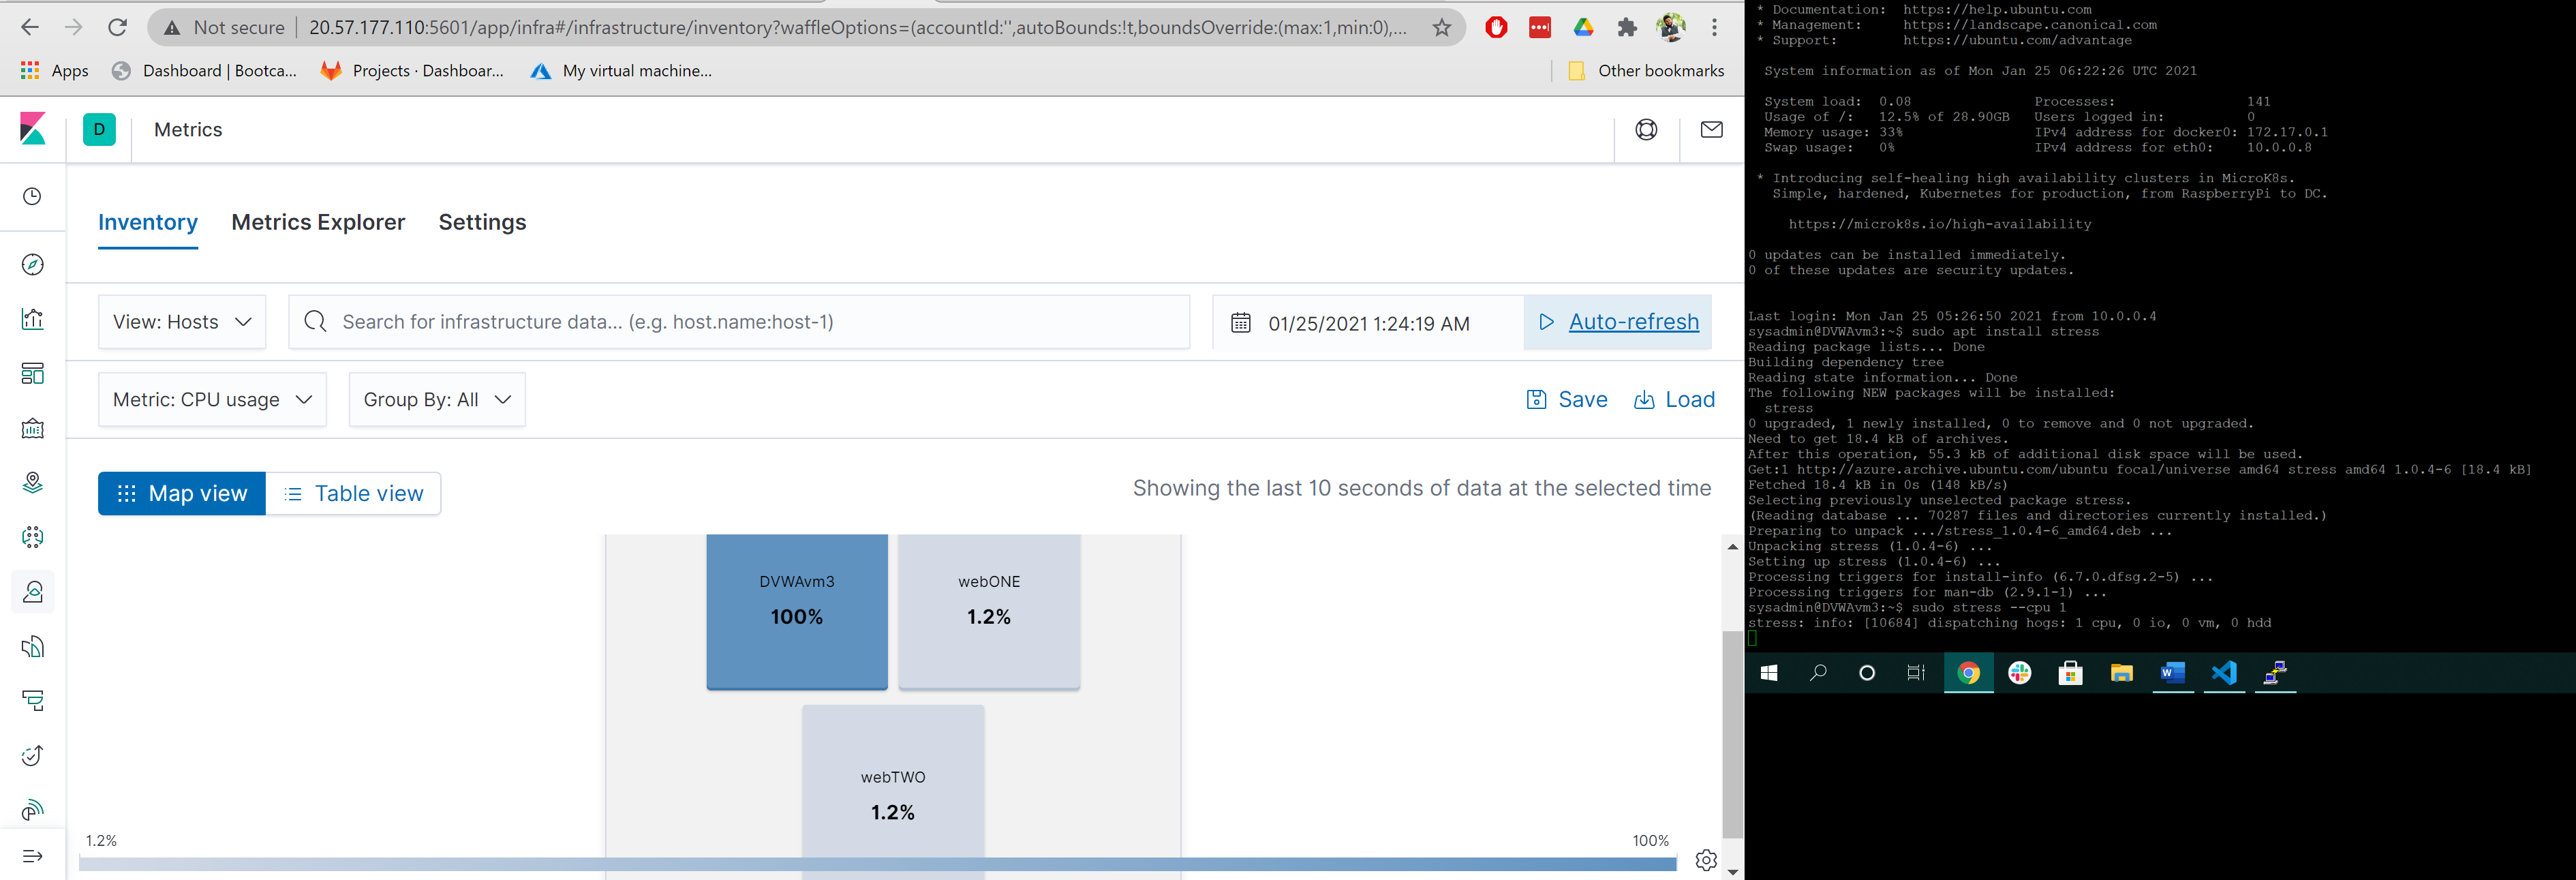 Not secure | 20.57.177.110:5601/app/infra#/infrastructure/inventory?waffleOptions=(accountId:'',autoBounds:!t,boundsOverride:(max:1,min:0),...
Apps Dashboard | Bootca... Projects · Dashboar... My virtual machine... Other bookmarks
D Metrics
Inventory Metrics Explorer Settings
View: Hosts Search for infrastructure data... (e.g. host.name:host-1) 01/25/2021 1:24:19 AM Auto-refresh
Metric: CPU usage Group By: All Save Load
Map view Table view Showing the last 10 seconds of data at the selected time
DVWAvm3 webONE
100% 1.2%
webTWO
1.2%
1.2% 100%
* Documentation:  https://help.ubuntu.com
* Management:     https://landscape.canonical.com
* Support:        https://ubuntu.com/advantage
System information as of Mon Jan 25 06:22:26 UTC 2021
System load:  0.08                Processes:                141
Usage of /:   12.5% of 28.90GB   Users logged in:          0
Memory usage: 33%                IPv4 address for docker0: 172.17.0.1
Swap usage:   0%                 IPv4 address for eth0:    10.0.0.8
* Introducing self-healing high availability clusters in MicroK8s.
Simple, hardened, Kubernetes for production, from RaspberryPi to DC.
https://microk8s.io/high-availability
0 updates can be installed immediately.
0 of these updates are security updates.
Last login: Mon Jan 25 05:26:50 2021 from 10.0.0.4
sysadmin@DVWAvm3:~$ sudo apt install stress
Reading package lists... Done
Building dependency tree
Reading state information... Done
The following NEW packages will be installed:
stress
0 upgraded, 1 newly installed, 0 to remove and 0 not upgraded.
Need to get 18.4 kB of archives.
After this operation, 55.3 kB of additional disk space will be used.
Get:1 http://azure.archive.ubuntu.com/ubuntu focal/universe amd64 stress amd64 1.0.4-6 [18.4 kB]
Fetched 18.4 kB in 0s (148 kB/s)
Selecting previously unselected package stress.
(Reading database ... 70287 files and directories currently installed.)
Preparing to unpack .../stress_1.0.4-6_amd64.deb ...
Unpacking stress (1.0.4-6) ...
Setting up stress (1.0.4-6) ...
Processing triggers for install-info (6.7.0.dfsg.2-5) ...
Processing triggers for man-db (2.9.1-1) ...
sysadmin@DVWAvm3:~$ sudo stress --cpu 1
stress: info: [10684] dispatching hogs: 1 cpu, 0 io, 0 vm, 0 hdd